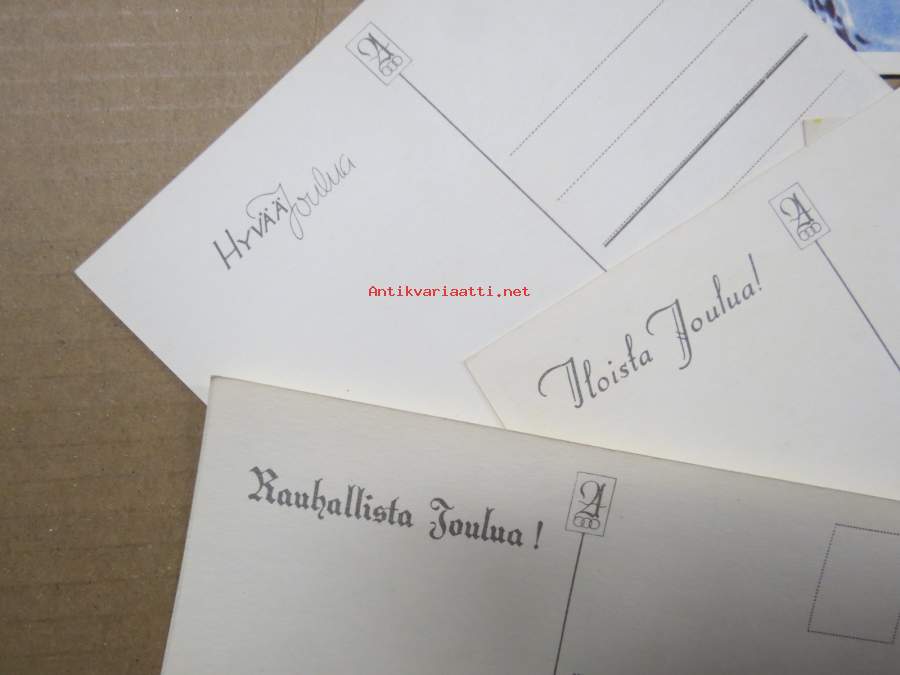 Hyvää Joulua
Antikvariaatti.net
Iloista Joulua!
Rauhallista Joulua!